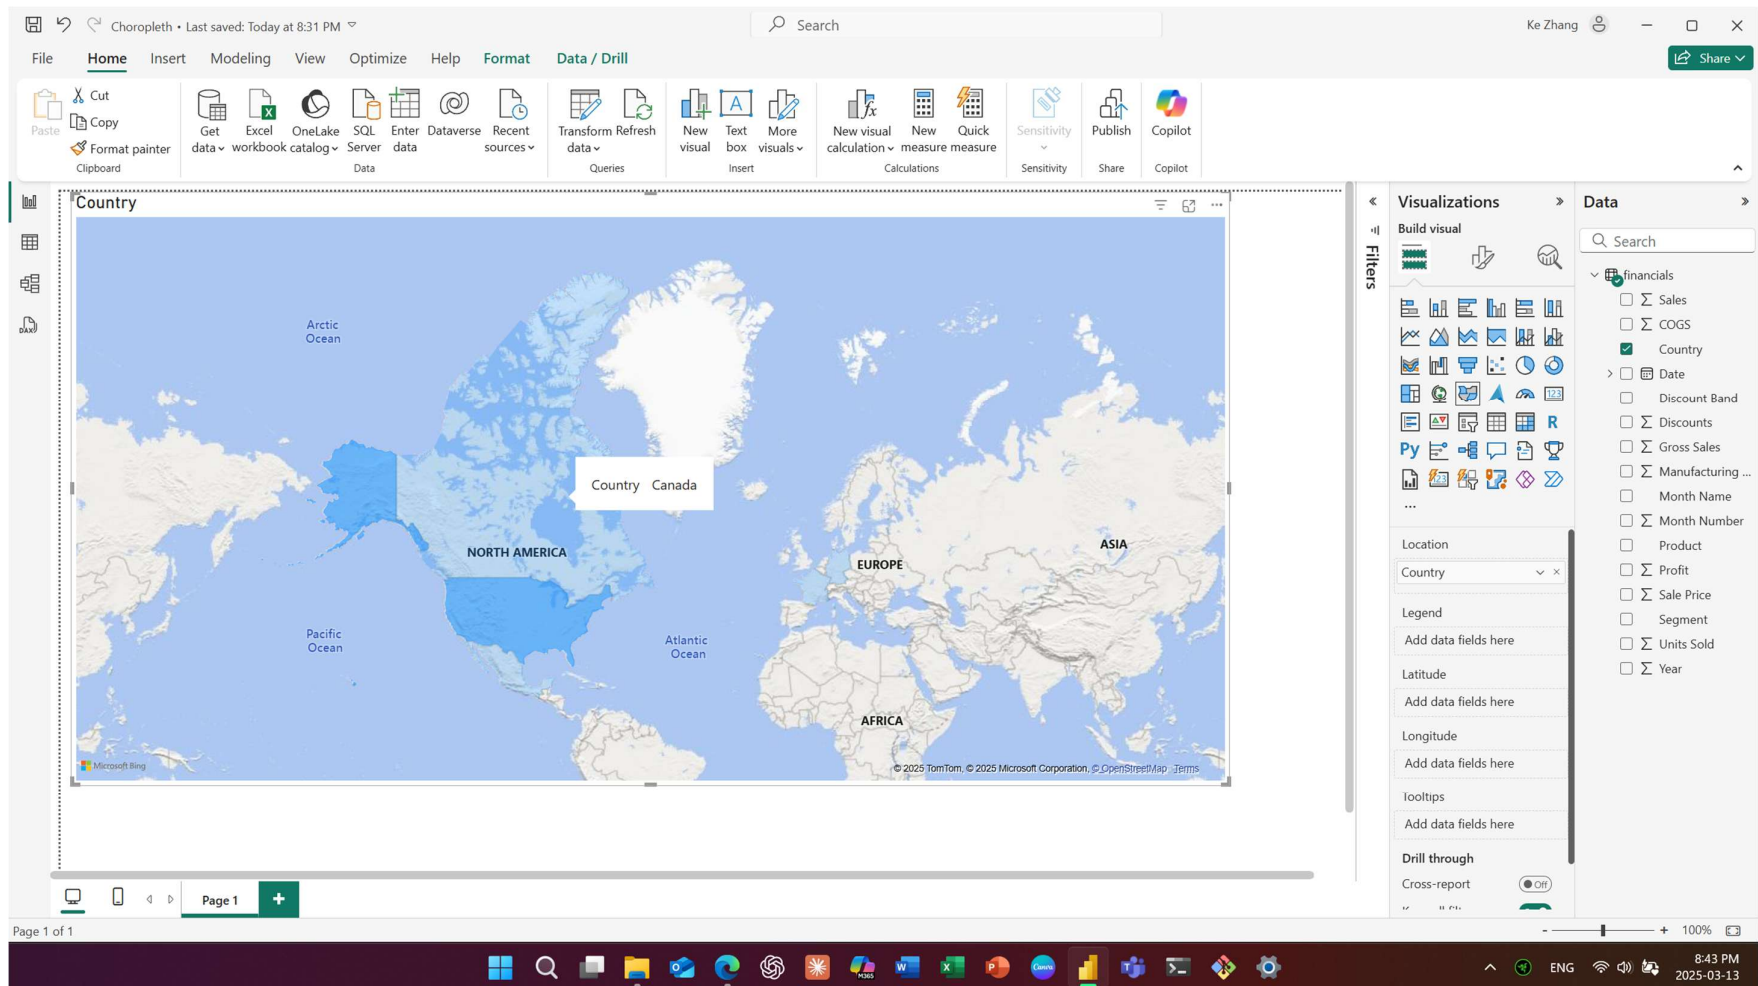 Choropleth • Last saved: Today at 8:31 PM
Search
Ke Zhang
File Home Insert Modeling View Optimize Help Format Data / Drill
Share
Paste
Cut
Copy
Format painter
Clipboard
Get data
Excel workbook
OneLake catalog
SQL Server
Enter data
Dataverse
Recent sources
Data
Transform data
Refresh
Queries
New visual
Text box
More visuals
Insert
New visual calculation
New measure
Quick measure
Calculations
Sensitivity
Sensitivity
Publish
Share
Copilot
Copilot
DAX
Country
Arctic
Ocean
Country Canada
NORTH AMERICA
EUROPE
ASIA
Pacific
Ocean
Atlantic
Ocean
AFRICA
Microsoft Bing
© 2025 TomTom, © 2025 Microsoft Corporation, © OpenStreetMap Terms
Filters
Visualizations
Build visual
123
R
Py
123
...
Location
Country
Legend
Add data fields here
Latitude
Add data fields here
Longitude
Add data fields here
Tooltips
Add data fields here
Drill through
Cross-report
Off
Data
Search
financials
Sales
COGS
Country
Date
Discount Band
Discounts
Gross Sales
Manufacturing ...
Month Name
Month Number
Product
Profit
Sale Price
Segment
Units Sold
Year
Page 1
+
Page 1 of 1
- + 100%
M365
Canva
ENG
8:43 PM
2025-03-13